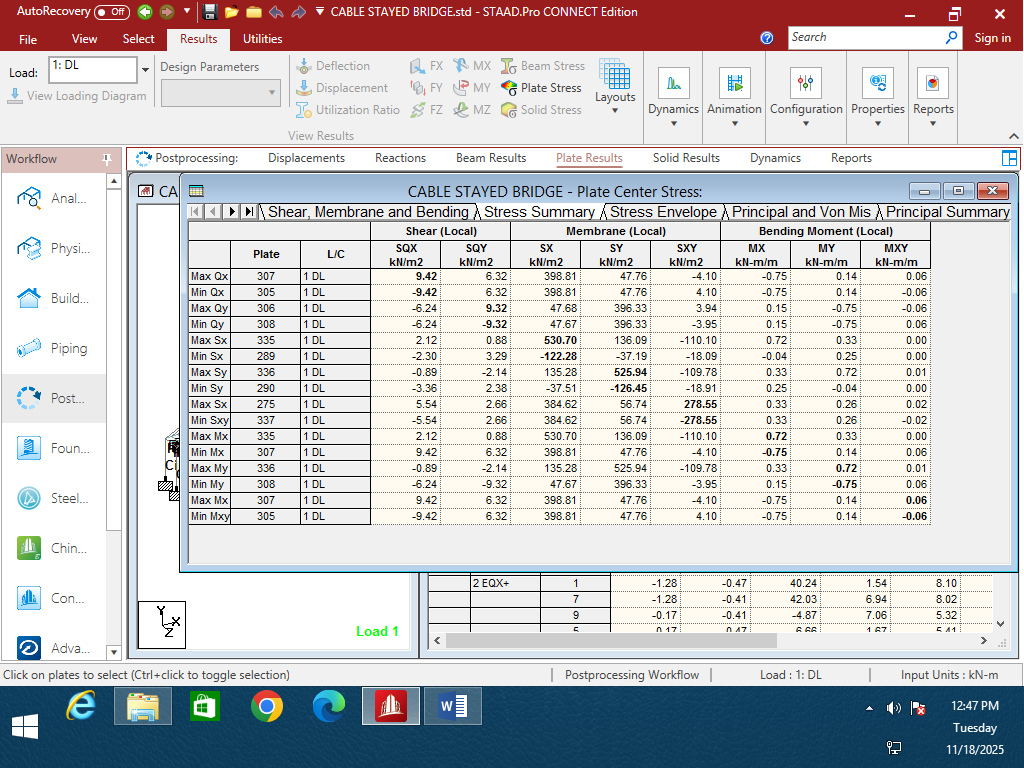 AutoRecovery Off CABLE STAYED BRIDGE.std - STAAD.Pro CONNECT Edition
File View Select Results Utilities Search Sign in
Load: 1: DL
View Loading Diagram
Design Parameters
Deflection FX MX Beam Stress
Displacement FY MY Plate Stress
Utilization Ratio FZ MZ Solid Stress
View Results
Layouts
Dynamics Animation Configuration Properties Reports
Workflow
Postprocessing: Displacements Reactions Beam Results Plate Results Solid Results Dynamics Reports
Anal...
Physi...
Build...
Piping
Post...
Foun...
Steel...
Chin...
Con...
Adva...
CA
CABLE STAYED BRIDGE - Plate Center Stress:
Shear, Membrane and Bending Stress Summary Stress Envelope Principal and Von Mis Principal Summary
Shear (Local) Membrane (Local) Bending Moment (Local)
Plate L/C SQX kN/m2 SQY kN/m2 SX kN/m2 SY kN/m2 SXY kN/m2 MX kN-m/m MY kN-m/m MXY kN-m/m
Max Qx 307 1 DL 9.42 6.32 398.81 47.76 -4.10 -0.75 0.14 0.06
Min Qx 305 1 DL -9.42 6.32 398.81 47.76 4.10 -0.75 0.14 -0.06
Max Qy 306 1 DL -6.24 9.32 47.68 396.33 3.94 0.15 -0.75 -0.06
Min Qy 308 1 DL -6.24 -9.32 47.67 396.33 -3.95 0.15 -0.75 0.06
Max Sx 335 1 DL 2.12 0.88 530.70 136.09 -110.10 0.72 0.33 0.00
Min Sx 289 1 DL -2.30 3.29 -122.28 -37.19 -18.09 -0.04 0.25 0.00
Max Sy 336 1 DL -0.89 -2.14 135.28 525.94 -109.78 0.33 0.72 0.01
Min Sy 290 1 DL -3.36 2.38 -37.51 -126.45 -18.91 0.25 -0.04 0.00
Max Sx 275 1 DL 5.54 2.66 384.62 56.74 278.55 0.33 0.26 0.02
Min Sxy 337 1 DL -5.54 2.66 384.62 56.74 -278.55 0.33 0.26 -0.02
Max Mx 335 1 DL 2.12 0.88 530.70 136.09 -110.10 0.72 0.33 0.00
Min Mx 307 1 DL 9.42 6.32 398.81 47.76 -4.10 -0.75 0.14 0.06
Max My 336 1 DL -0.89 -2.14 135.28 525.94 -109.78 0.33 0.72 0.01
Min My 308 1 DL -6.24 -9.32 47.67 396.33 -3.95 0.15 -0.75 0.06
Max Mx 307 1 DL 9.42 6.32 398.81 47.76 -4.10 -0.75 0.14 0.06
Min Mxy 305 1 DL -9.42 6.32 398.81 47.76 4.10 -0.75 0.14 -0.06
2 EQX+ 1 -1.28 -0.47 40.24 1.54 8.10
7 -1.28 -0.41 42.03 6.94 8.02
9 -0.17 -0.41 -4.87 7.06 5.32
Y X Z
Load 1
Click on plates to select (Ctrl+click to toggle selection) Postprocessing Workflow Load : 1: DL Input Units : kN-m
12:47 PM
Tuesday
11/18/2025